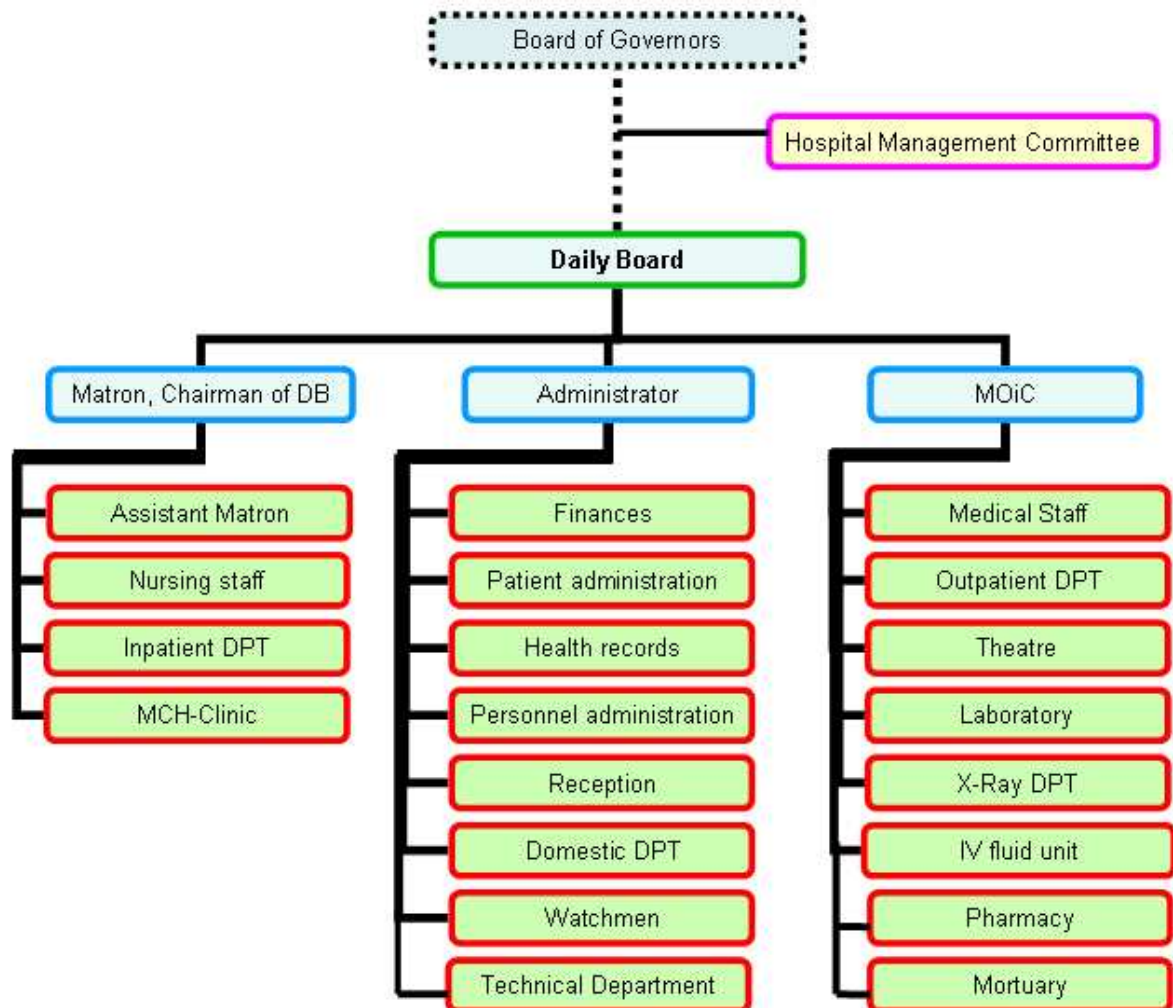 Board of Governors
Hospital Management Committee
Daily Board
Matron, Chairman of DB
Administrator
MOiC
Assistant Matron
Nursing staff
Inpatient DPT
MCH-Clinic
Finances
Patient administration
Health records
Personnel administration
Reception
Domestic DPT
Watchmen
Technical Department
Medical Staff
Outpatient DPT
Theatre
Laboratory
X-Ray DPT
IV fluid unit
Pharmacy
Mortuary